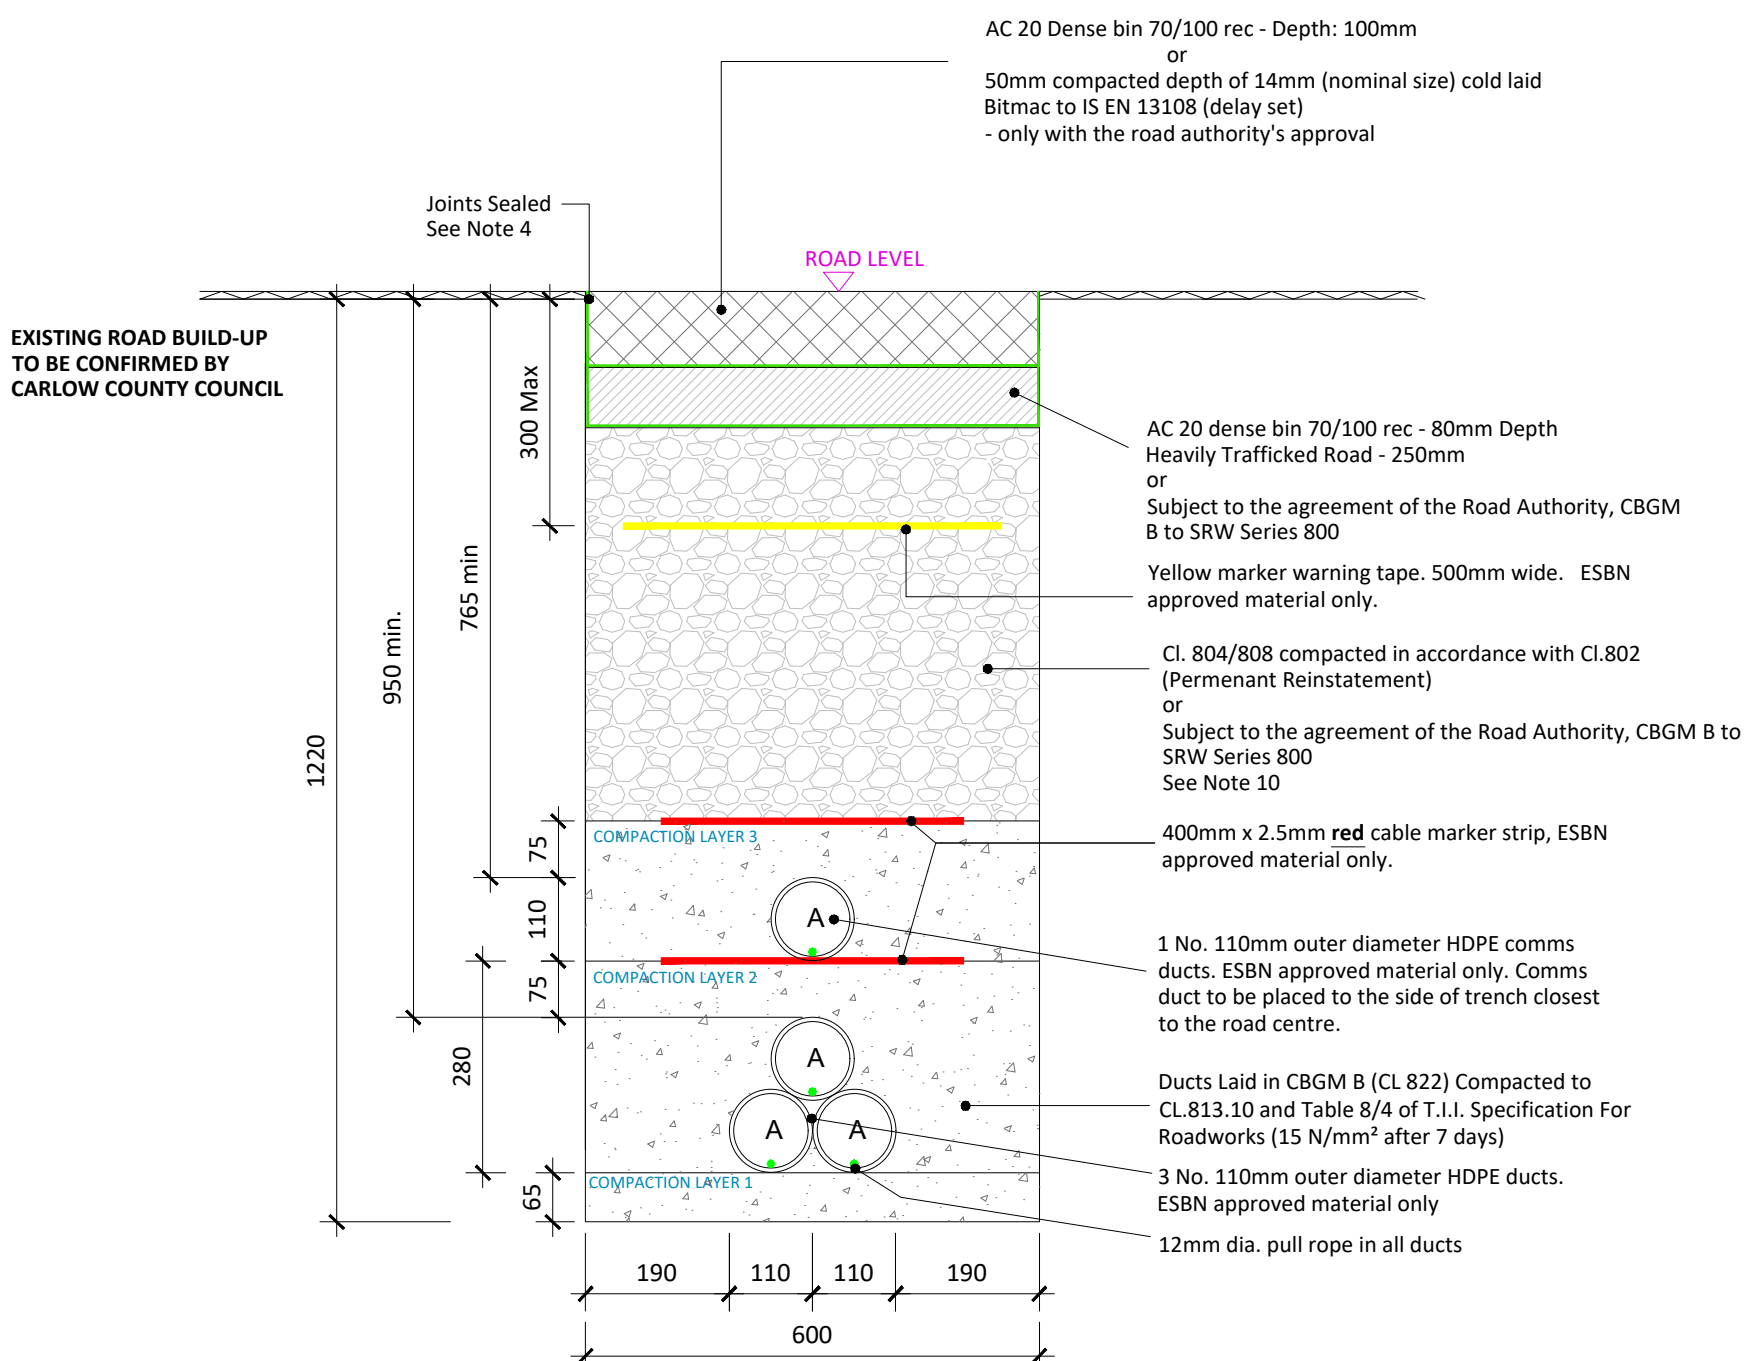 AC 20 Dense bin 70/100 rec - Depth: 100mm
or
50mm compacted depth of 14mm (nominal size) cold laid
Bitmac to IS EN 13108 (delay set)
- only with the road authority's approval
Joints Sealed
See Note 4
ROAD LEVEL
EXISTING ROAD BUILD-UP
TO BE CONFIRMED BY
CARLOW COUNTY COUNCIL
300 Max
765 min
950 min.
1220
AC 20 dense bin 70/100 rec - 80mm Depth
Heavily Trafficked Road - 250mm
or
Subject to the agreement of the Road Authority, CBGM
B to SRW Series 800
Yellow marker warning tape. 500mm wide. ESBN
approved material only.
Cl. 804/808 compacted in accordance with Cl.802
(Permenant Reinstatement)
or
Subject to the agreement of the Road Authority, CBGM B to
SRW Series 800
See Note 10
COMPACTION LAYER 3
75
400mm x 2.5mm red cable marker strip, ESBN
approved material only.
110
A
1 No. 110mm outer diameter HDPE comms
ducts. ESBN approved material only. Comms
duct to be placed to the side of trench closest
to the road centre.
COMPACTION LAYER 2
75
280
A
A
A
Ducts Laid in CBGM B (CL 822) Compacted to
CL.813.10 and Table 8/4 of T.I.I. Specification For
Roadworks (15 N/mm² after 7 days)
COMPACTION LAYER 1
65
3 No. 110mm outer diameter HDPE ducts.
ESBN approved material only
12mm dia. pull rope in all ducts
190 110 110 190
600